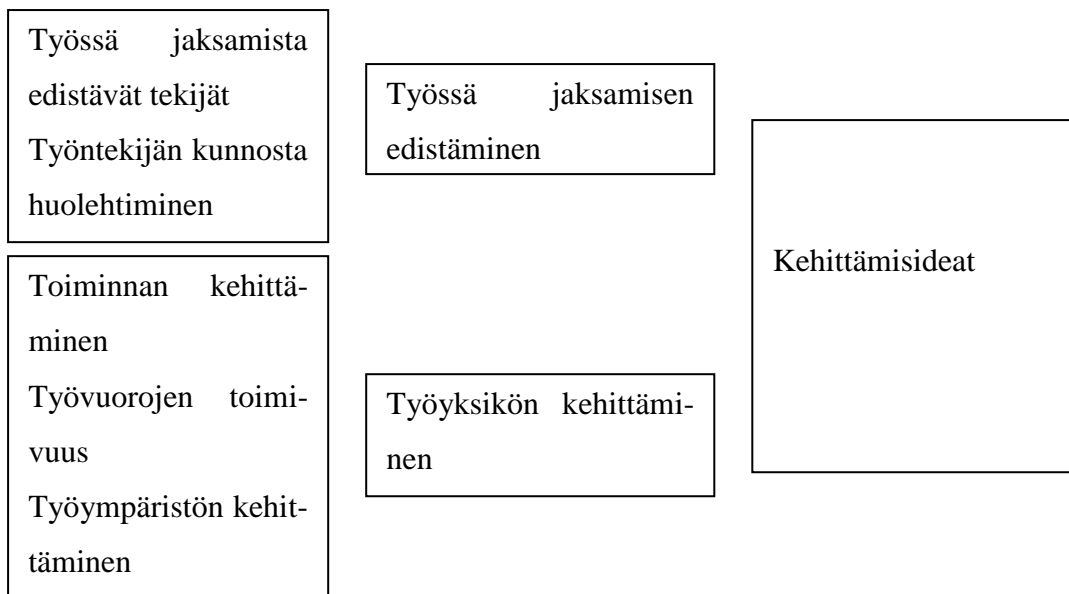 Työssä jaksamista
edistävät tekijät
Työntekijän kunnosta
huolehtiminen
Toiminnan kehittä-
minen
Työvuorojen toimi-
vuus
Työympäristön kehit-
täminen
Työssä jaksamisen
edistäminen
Työyksikön kehittämi-
nen
Kehittämisideat